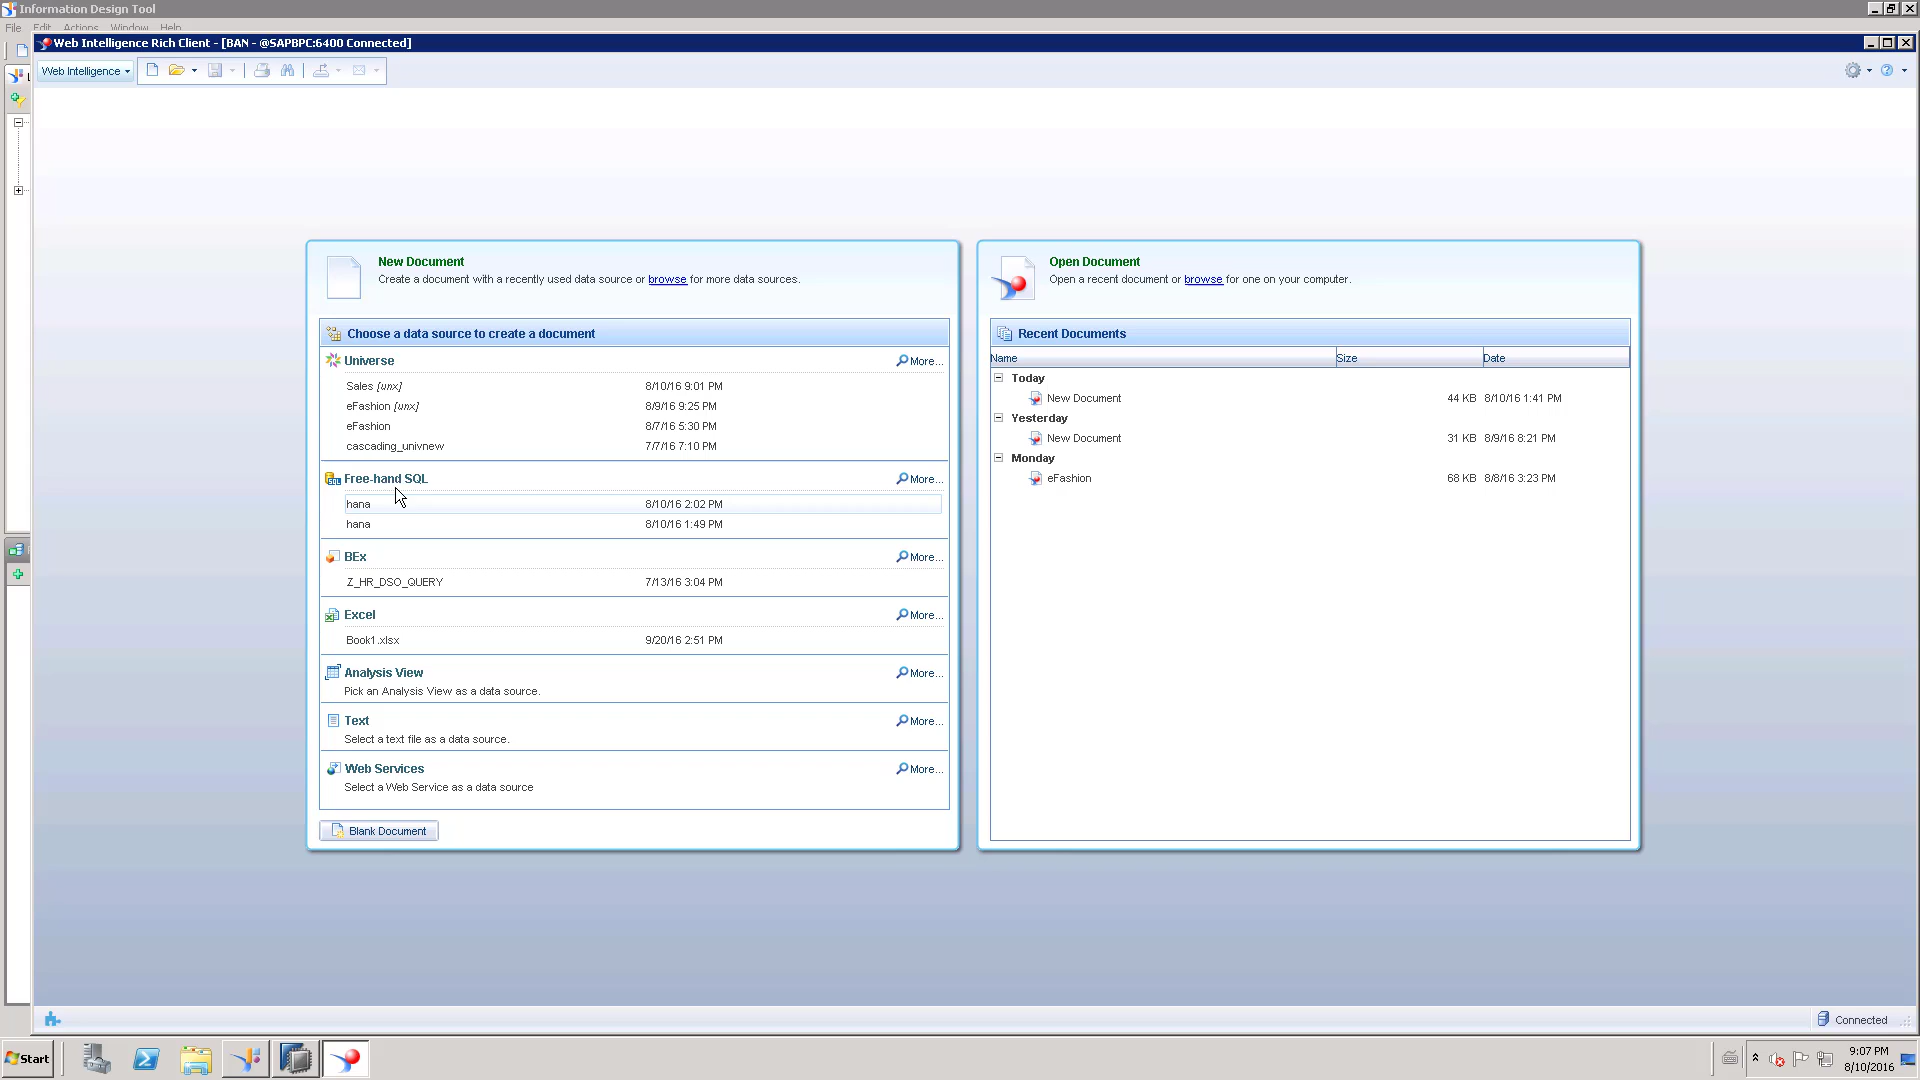 Information Design Tool
File Edit Actions Window Help
Web Intelligence Rich Client - [BAN - @SAPBPC:6400 Connected]
Web Intelligence
New Document
Create a document with a recently used data source or browse for more data sources.
Choose a data source to create a document
Universe More...
Sales [unx] 8/10/16 9:01 PM
eFashion [unx] 8/9/16 9:25 PM
eFashion 8/7/16 5:30 PM
cascading_univnew 7/7/16 7:10 PM
Free-hand SQL More...
hana 8/10/16 2:02 PM
hana 8/10/16 1:49 PM
BEx More...
Z_HR_DSO_QUERY 7/13/16 3:04 PM
Excel More...
Book1.xlsx 9/20/16 2:51 PM
Analysis View More...
Pick an Analysis View as a data source.
Text More...
Select a text file as a data source.
Web Services More...
Select a Web Service as a data source
Blank Document
Open Document
Open a recent document or browse for one on your computer.
Recent Documents
Name Size Date
Today
New Document 44 KB 8/10/16 1:41 PM
Yesterday
New Document 31 KB 8/9/16 8:21 PM
Monday
eFashion 68 KB 8/8/16 3:23 PM
Connected
Start
9:07 PM
8/10/2016